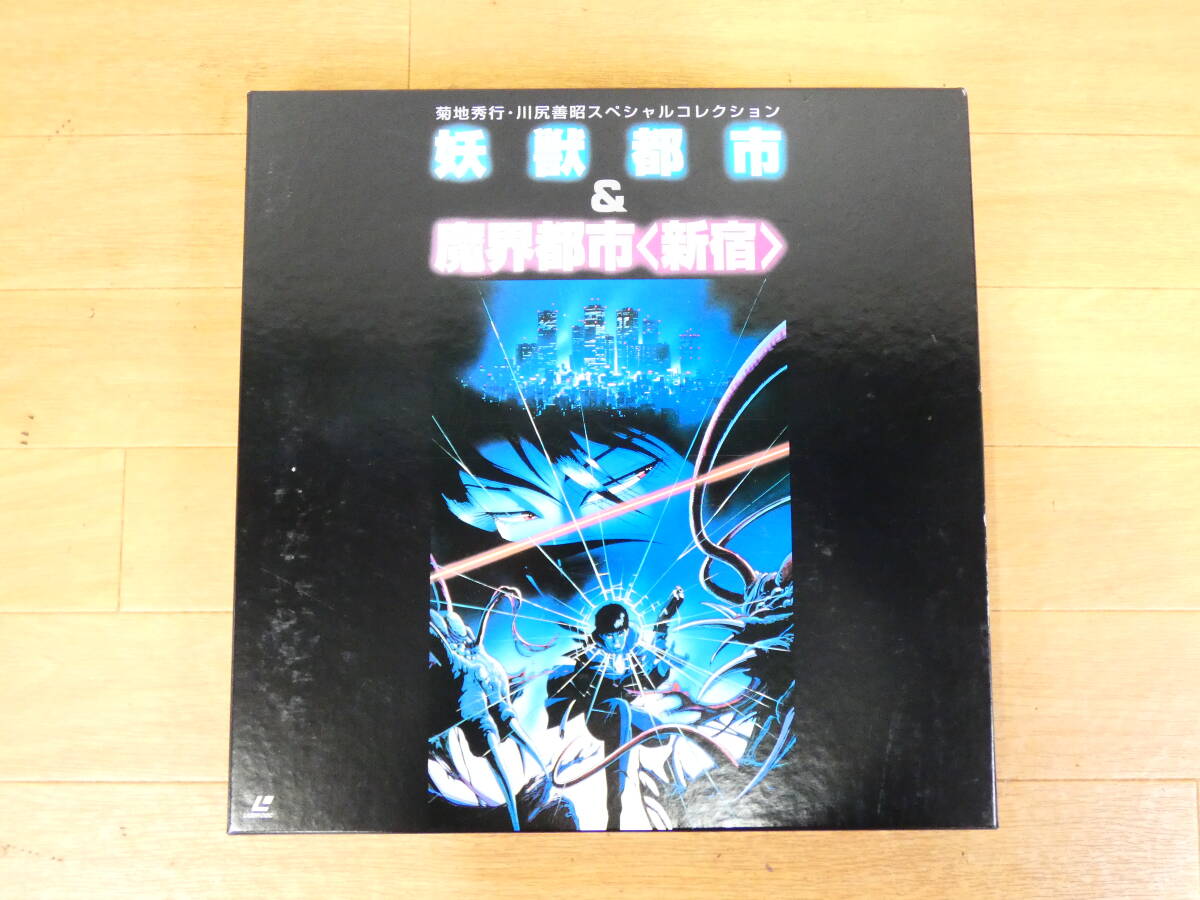 菊地秀行・川尻善昭スペシャルコレクション
妖獣都市
&
魔界都市〈新宿〉